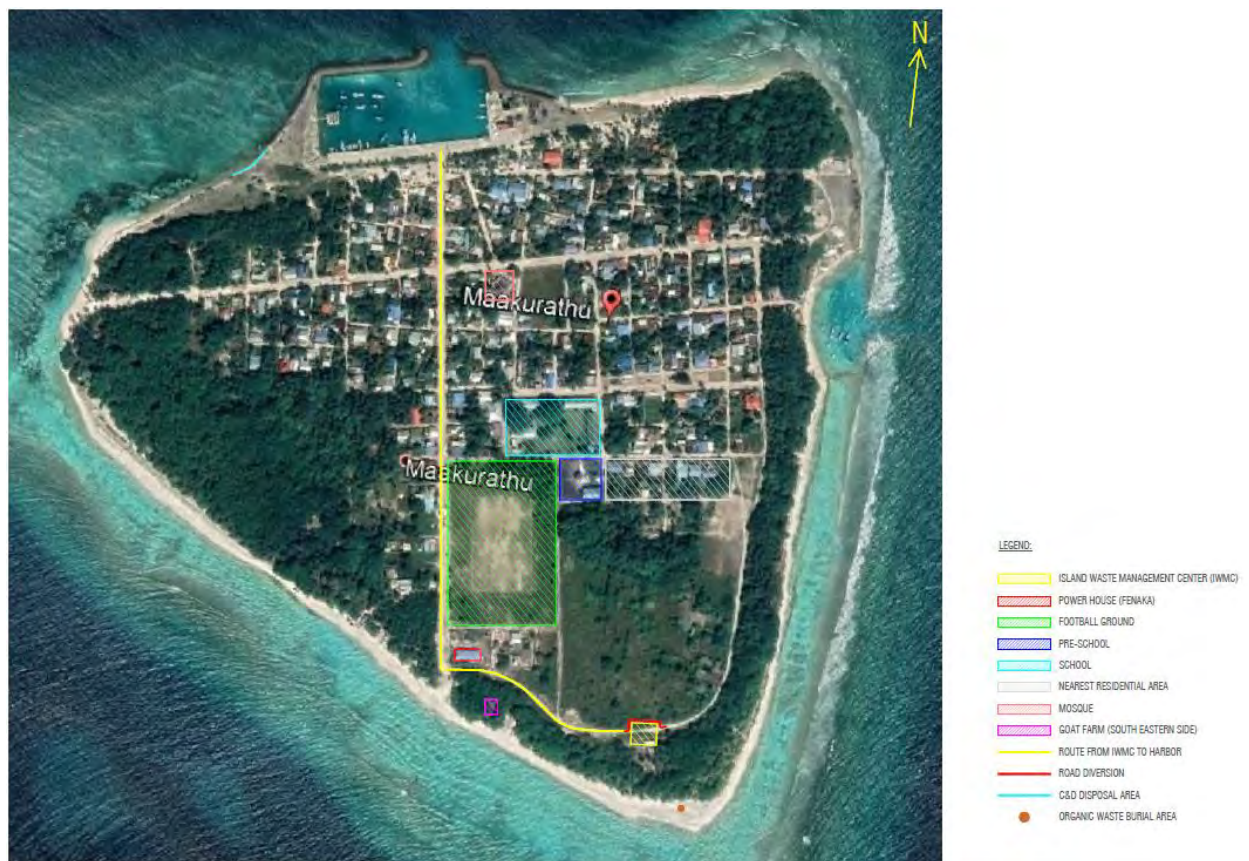 N
Maakurathu
Maakurathu
LEGEND:
ISLAND WASTE MANAGEMENT CENTER (IWMC)
POWER HOUSE (FENAKA)
FOOTBALL GROUND
PRE-SCHOOL
SCHOOL
NEAREST RESIDENTIAL AREA
MOSQUE
GOAT FARM (SOUTH EASTERN SIDE)
ROUTE FROM IWMC TO HARBOR
ROAD DIVERSION
C&D DISPOSAL AREA
ORGANIC WASTE BURIAL AREA